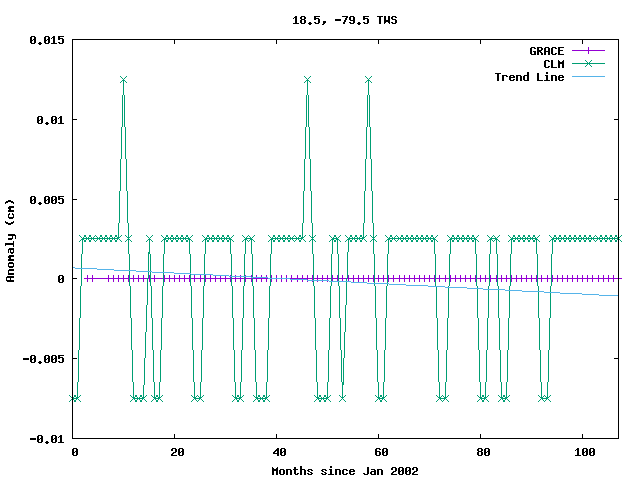 18.5, -79.5 TWS
0.015
0.01
0.005
0
-0.005
-0.01
Anomaly (cm)
GRACE
CLM
Trend Line
0 20 40 60 80 100
Months since Jan 2002